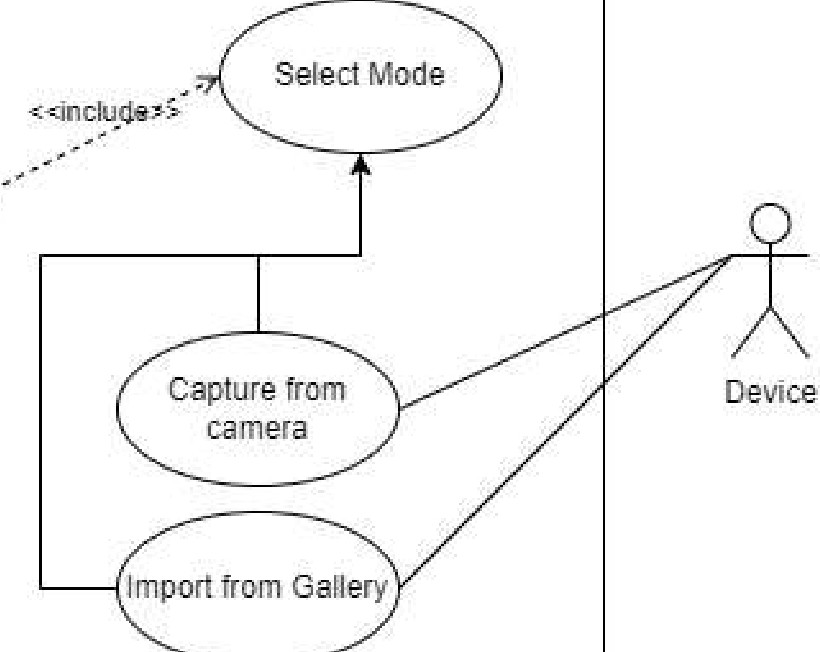 Select Mode
<<include>>
Capture from
camera
Device
Import from Gallery